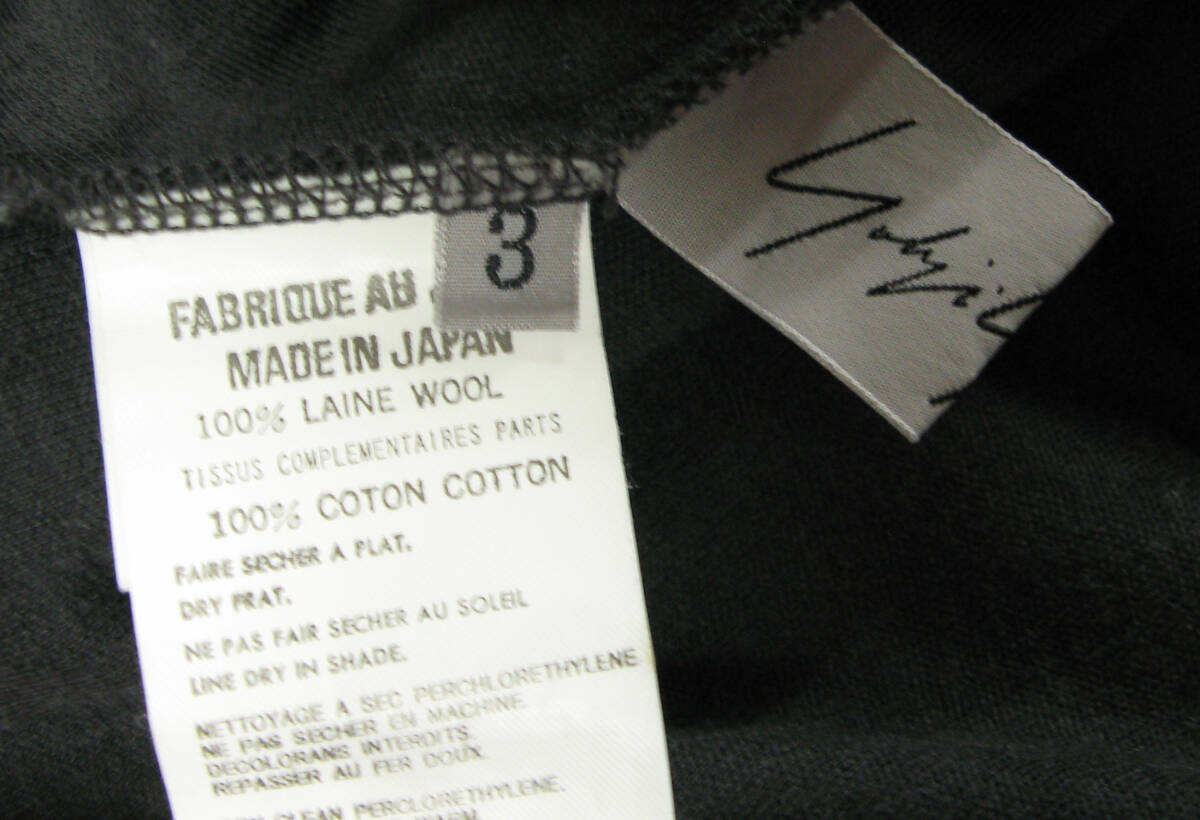 3
FABRIQUE AU
MADE IN JAPAN
100% LAINE WOOL
TISSUS COMPLEMENTAIRES PARTS
100% COTON COTTON
FAIRE SECHER A PLAT.
DRY FRAT.
NE PAS FAIR SECHER AU SOLEIL
LINE DRY IN SHADE.
NETTOYAGE A SEC PERCHLORETHYLENE
NE PAS SECHER EN MACHINE.
DECOLORANS INTERDITS.
REPASSER AU FER DOUX.
CLEAN PERCLORETHYLENE.